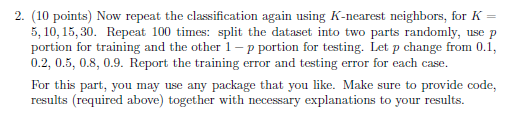 2. (10 points) Now repeat the classification again using K-nearest neighbors, for K =
5, 10, 15, 30. Repeat 100 times: split the dataset into two parts randomly, use p
portion for training and the other 1 − p portion for testing. Let p change from 0.1,
0.2, 0.5, 0.8, 0.9. Report the training error and testing error for each case.
For this part, you may use any package that you like. Make sure to provide code,
results (required above) together with necessary explanations to your results.